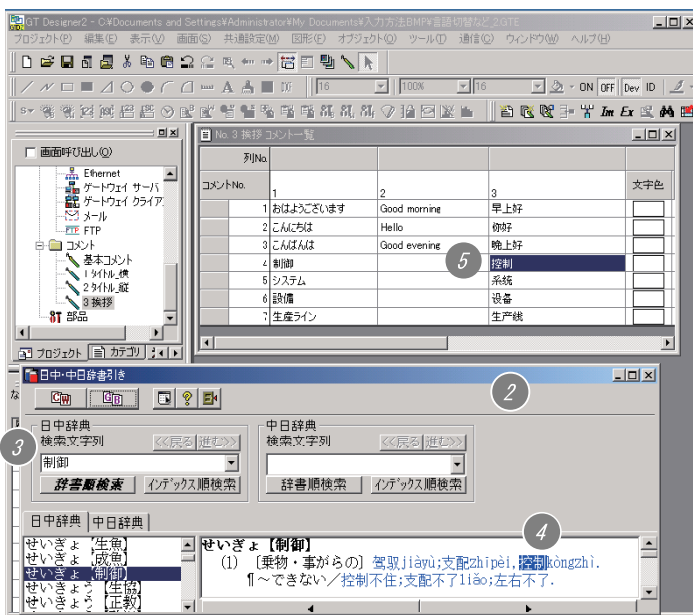 GT Designer2 - C:¥Documents and Settings¥Administrator¥My Documents¥入力方法BMP¥言語切替など_2.GTE
プロジェクト(P) 編集(E) 表示(V) 画面(S) 共通設定(M) 図形(F) オブジェクト(O) ツール(T) 通信(C) ウィンドウ(W) ヘルプ(H)
16 100% 16 ON OFF Dev ID
Im Ex
画面呼び出し(O)
Ethernet
ゲートウェイ サーバ
ゲートウェイ クライア
メール
FTP
コメント
基本コメント
1 タイトル_横
2 タイトル_縦
3 挨拶
部品
プロジェクト カテゴリ
No. 3 挨拶 コメント一覧
列No.
コメントNo. 1 2 3 文字色
1 おはようございます Good morning 早上好
2 こんにちは Hello 你好
3 こんばんは Good evening 晚上好
4 制御 5 控制
5 システム 系统
6 設備 设备
7 生産ライン 生产线
日中・中日辞書引き
2
CW GB
3
日中辞典
検索文字列 <<戻る 進む>>
制御
辞書順検索 インデックス順検索
中日辞典
検索文字列 <<戻る 進む>>
辞書順検索 インデックス順検索
日中辞典 中日辞典
4
せいぎょ【生魚】
せいぎょ【成魚】
せいぎょ【制御】
せいきょう【生協】
せいきょう【正教】
せいぎょ【制御】
(1) [乗物・事がらの] 驾驭jiàyù;支配zhīpèi,控制kòngzhì.
¶~できない/控制不住;支配不了liǎo;左右不了.